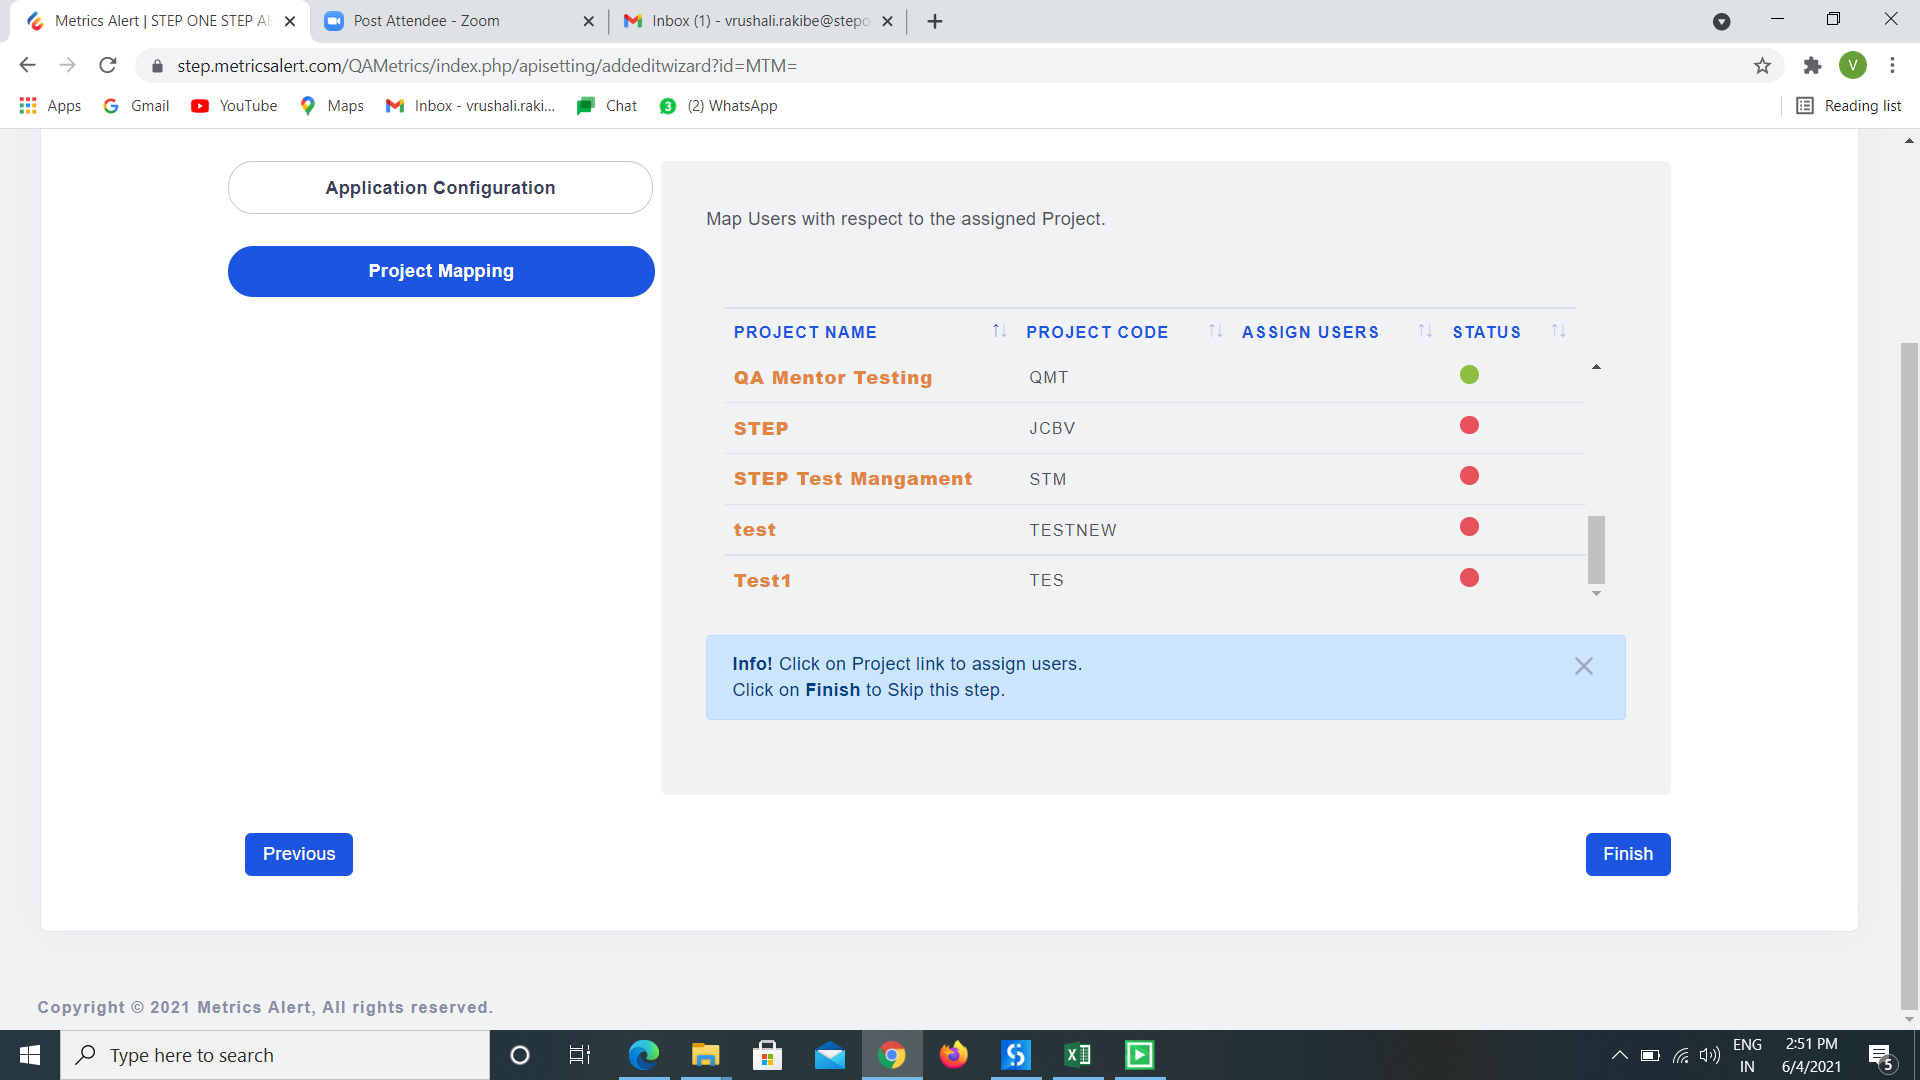 Metrics Alert | STEP ONE STEP AH
Post Attendee - Zoom
Inbox (1) - vrushali.rakibe@stepo
step.metricsalert.com/QAMetrics/index.php/apisetting/addeditwizard?id=MTM=
V
Apps
Gmail
YouTube
Maps
Inbox - vrushali.raki...
Chat
3
(2) WhatsApp
Reading list
Application Configuration
Project Mapping
Map Users with respect to the assigned Project.
PROJECT NAME PROJECT CODE ASSIGN USERS STATUS
QA Mentor Testing QMT
STEP JCBV
STEP Test Mangament STM
test TESTNEW
Test1 TES
Info! Click on Project link to assign users.
Click on Finish to Skip this step.
Previous
Finish
Copyright © 2021 Metrics Alert, All rights reserved.
Type here to search
ENG
IN
2:51 PM
6/4/2021
5